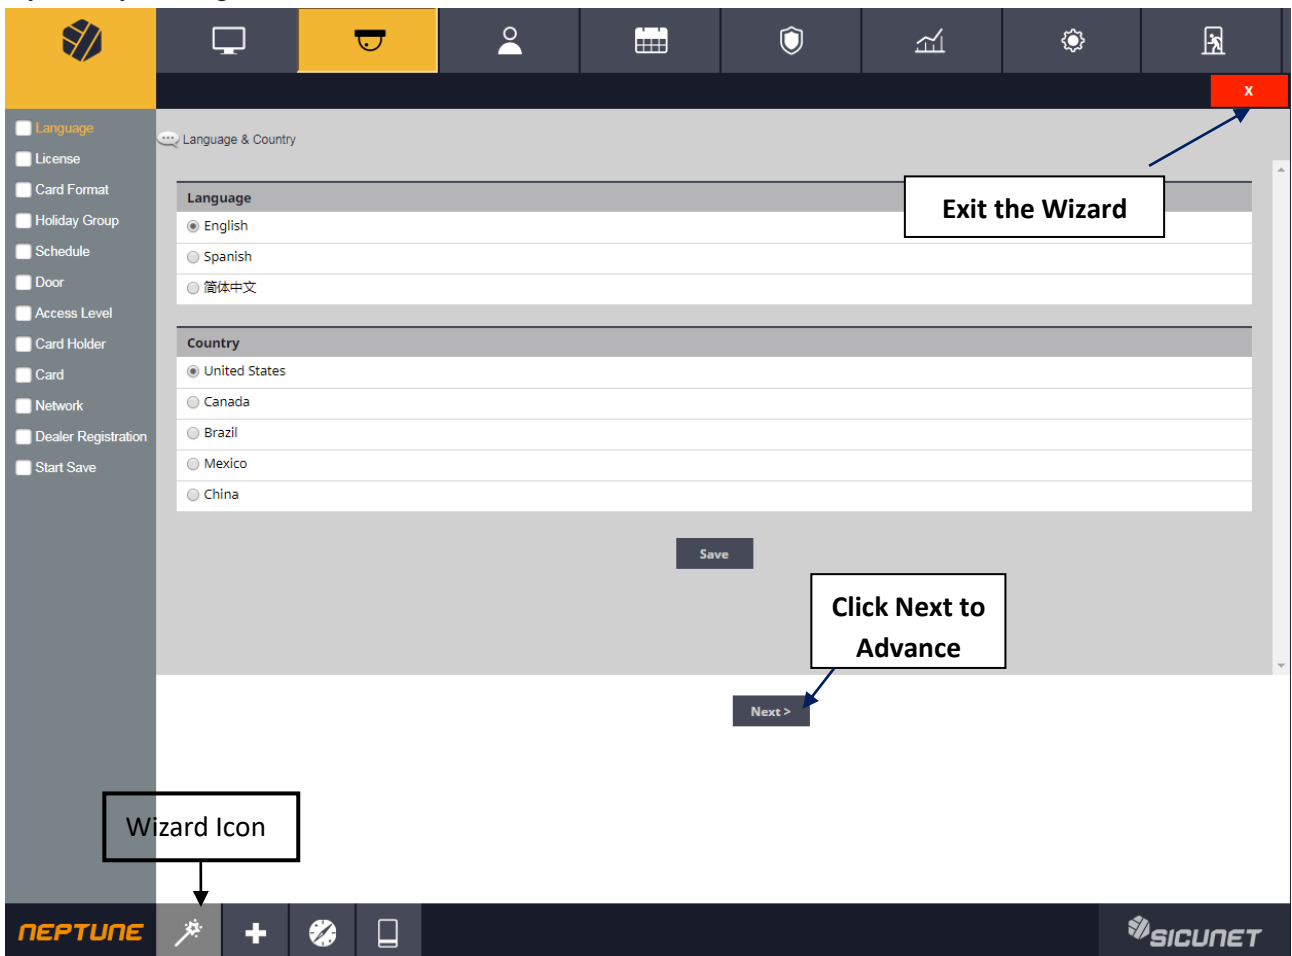 X
Language
License
Card Format
Holiday Group
Schedule
Door
Access Level
Card Holder
Card
Network
Dealer Registration
Start Save
Language & Country
Exit the Wizard
Language
English
Spanish
简体中文
Country
United States
Canada
Brazil
Mexico
China
Save
Click Next to
Advance
Next >
Wizard Icon
NEPTUNE
SICUNET